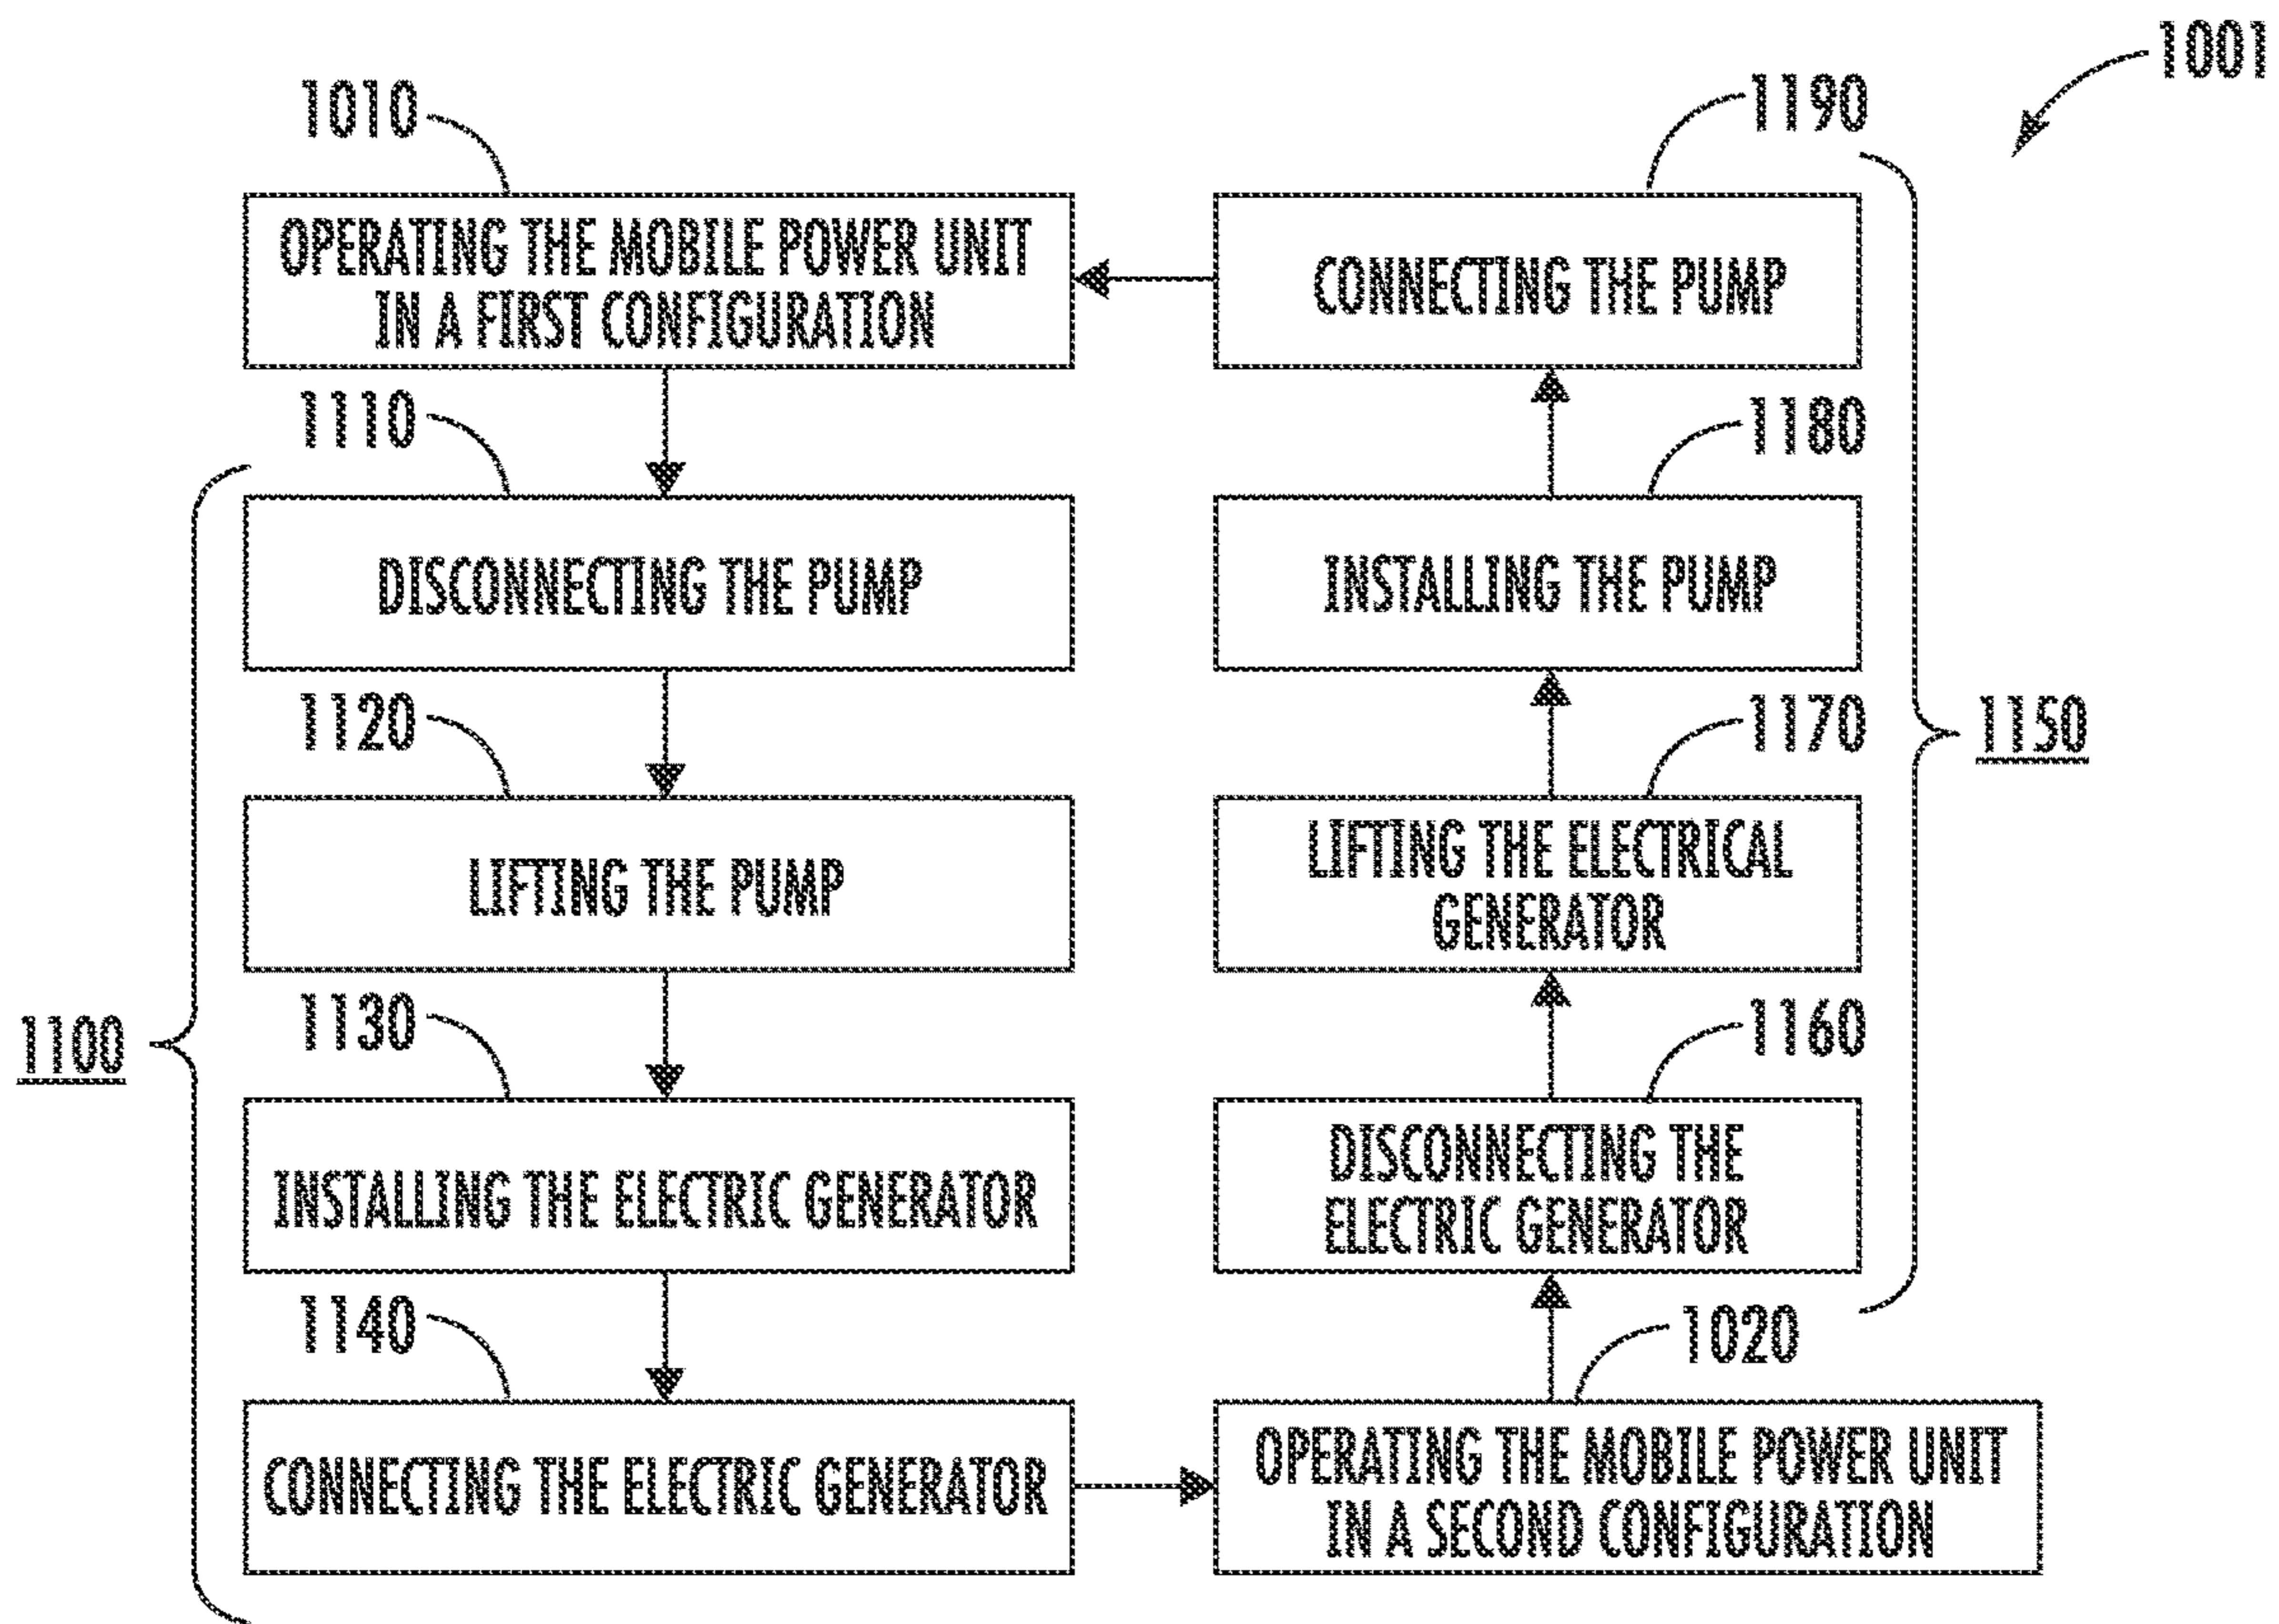 1001
1010
OPERATING THE MOBILE POWER UNIT
IN A FIRST CONFIGURATION
1110
DISCONNECTING THE PUMP
1120
LIFTING THE PUMP
1100
1130
INSTALLING THE ELECTRIC GENERATOR
1140
CONNECTING THE ELECTRIC GENERATOR
1020
OPERATING THE MOBILE POWER UNIT
IN A SECOND CONFIGURATION
1160
DISCONNECTING THE
ELECTRIC GENERATOR
1170
LIFTING THE ELECTRICAL
GENERATOR
1150
1180
INSTALLING THE PUMP
1190
CONNECTING THE PUMP